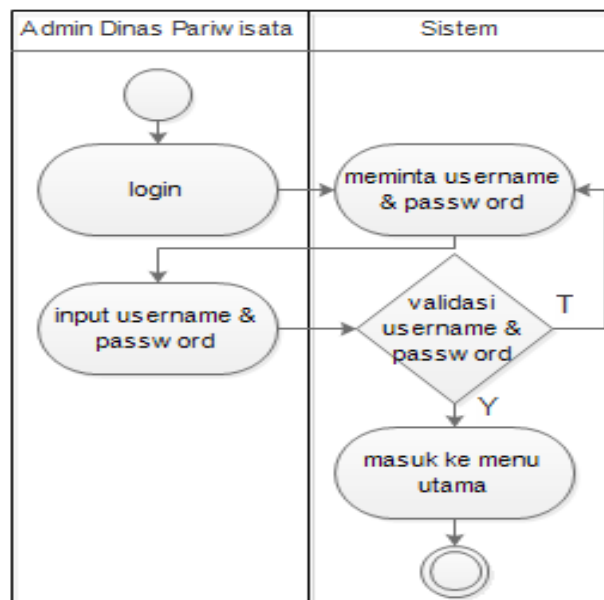 Admin Dinas Pariwisata
Sistem
login
meminta username
& password
input username &
password
validasi
username &
password
T
Y
masuk ke menu
utama